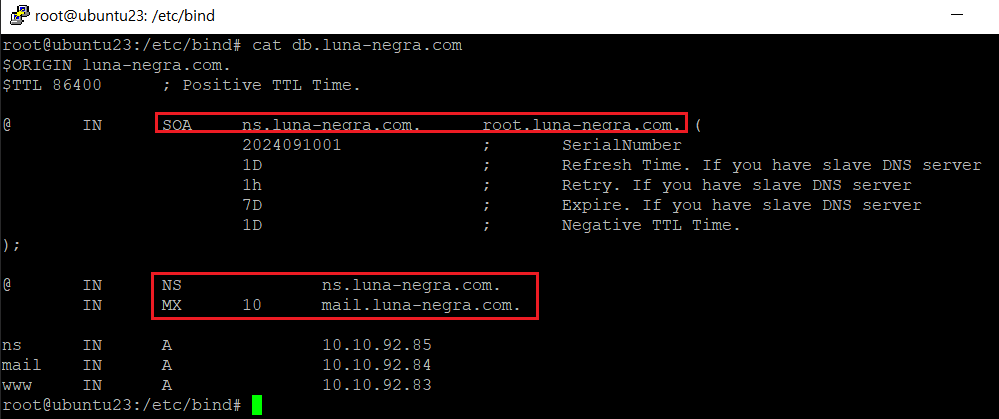 root@ubuntu23: /etc/bind
root@ubuntu23:/etc/bind# cat db.luna-negra.com
$ORIGIN luna-negra.com.
$TTL 86400 ; Positive TTL Time.
@ IN SOA ns.luna-negra.com. root.luna-negra.com. (
2024091001 ; SerialNumber
1D ; Refresh Time. If you have slave DNS server
1h ; Retry. If you have slave DNS server
7D ; Expire. If you have slave DNS server
1D ; Negative TTL Time.
);
@ IN NS ns.luna-negra.com.
IN MX 10 mail.luna-negra.com.
ns IN A 10.10.92.85
mail IN A 10.10.92.84
www IN A 10.10.92.83
root@ubuntu23:/etc/bind#